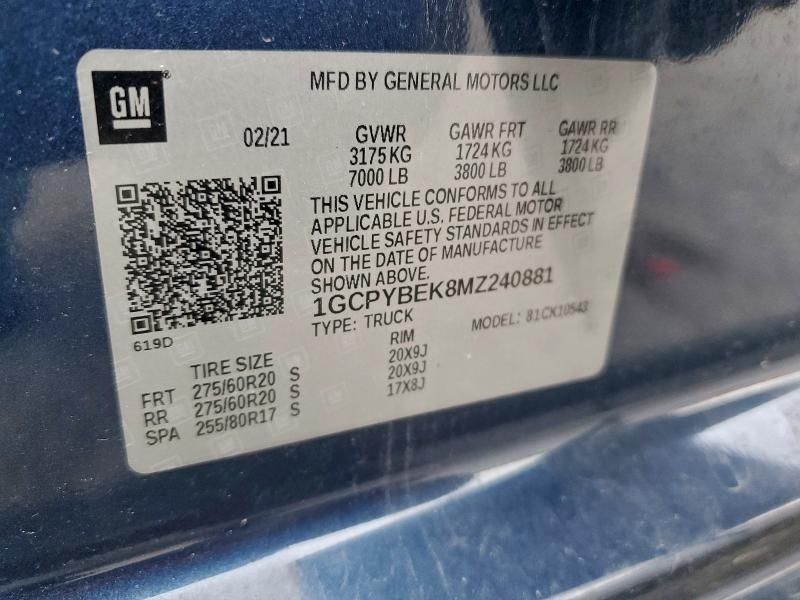 GM
MFD BY GENERAL MOTORS LLC
02/21 GVWR GAWR FRT GAWR RR
3175 KG 1724 KG 1724 KG
7000 LB 3800 LB 3800 LB
THIS VEHICLE CONFORMS TO ALL
APPLICABLE U.S. FEDERAL MOTOR
VEHICLE SAFETY STANDARDS IN EFFECT
ON THE DATE OF MANUFACTURE
SHOWN ABOVE.
1GCPYBEK8MZ240881
TYPE: TRUCK MODEL: 81CK10543
619D
TIRE SIZE RIM
FRT 275/60R20 S 20X9J
RR 275/60R20 S 20X9J
SPA 255/80R17 S 17X8J